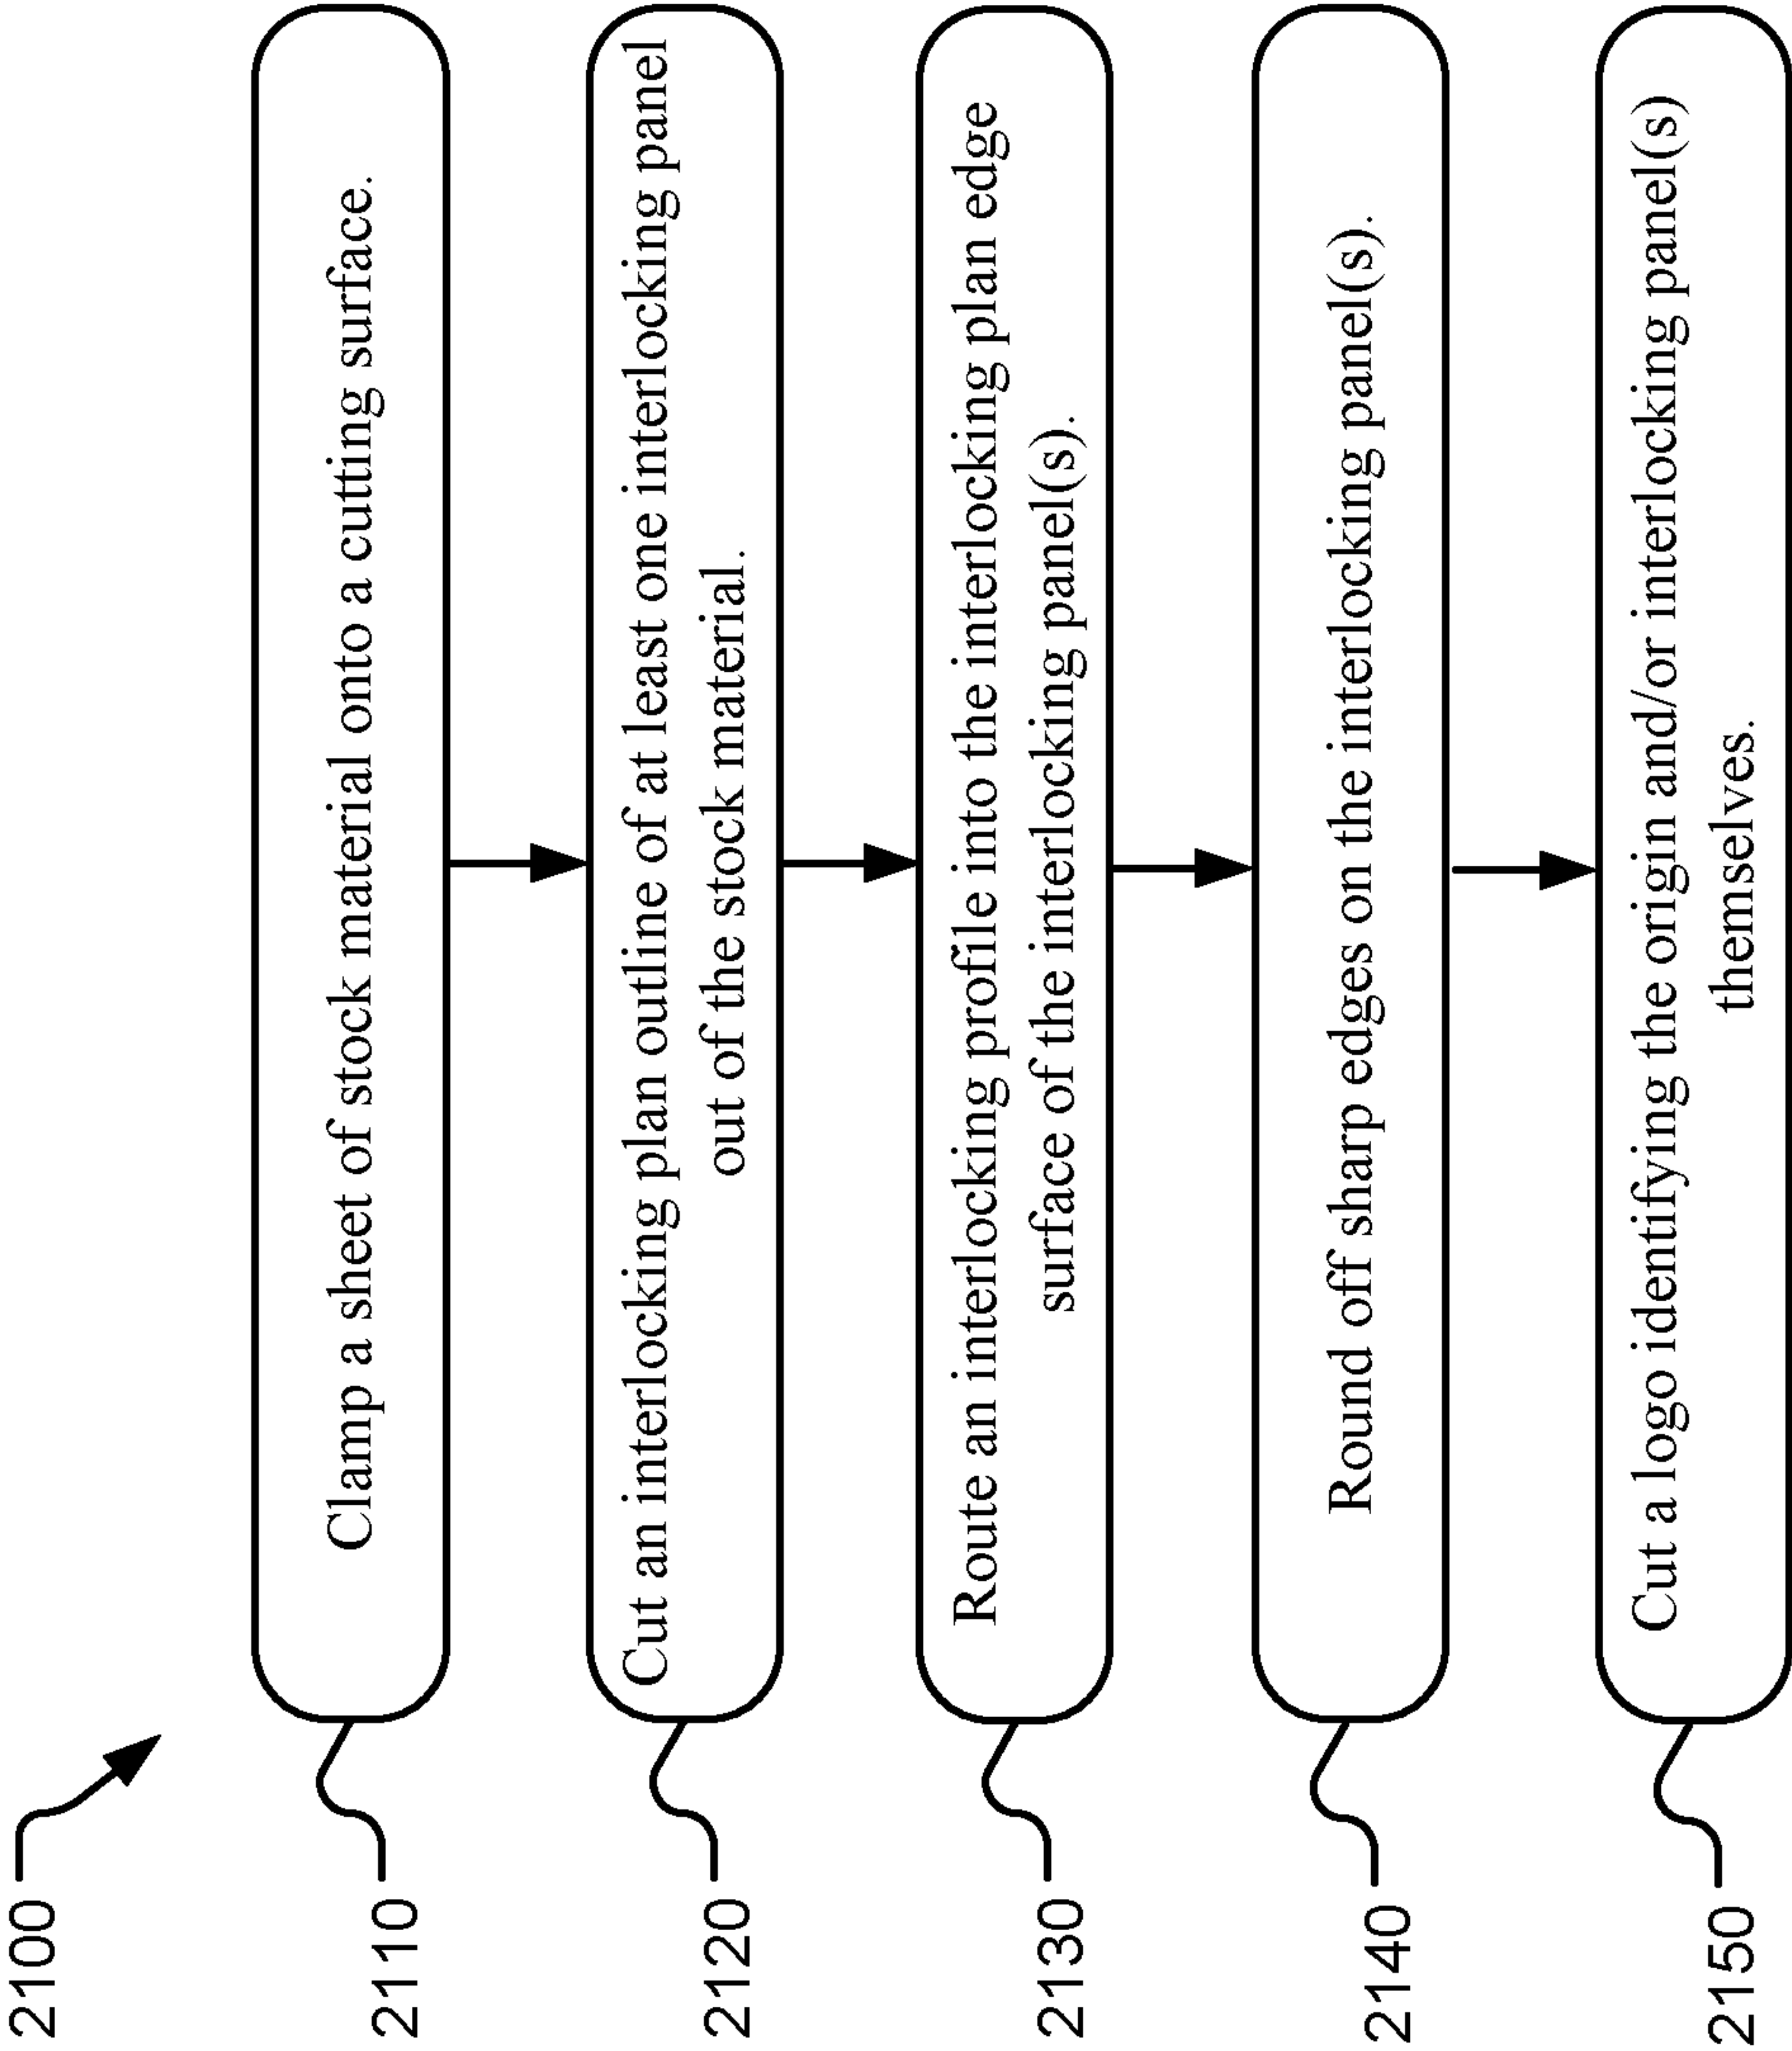 2100
2110
Clamp a sheet of stock material onto a cutting surface.
2120
Cut an interlocking plan outline of at least one interlocking panel
out of the stock material.
2130
Route an interlocking profile into the interlocking plan edge
surface of the interlocking panel(s).
2140
Round off sharp edges on the interlocking panel(s).
2150
Cut a logo identifying the origin and/or interlocking panel(s)
themselves.